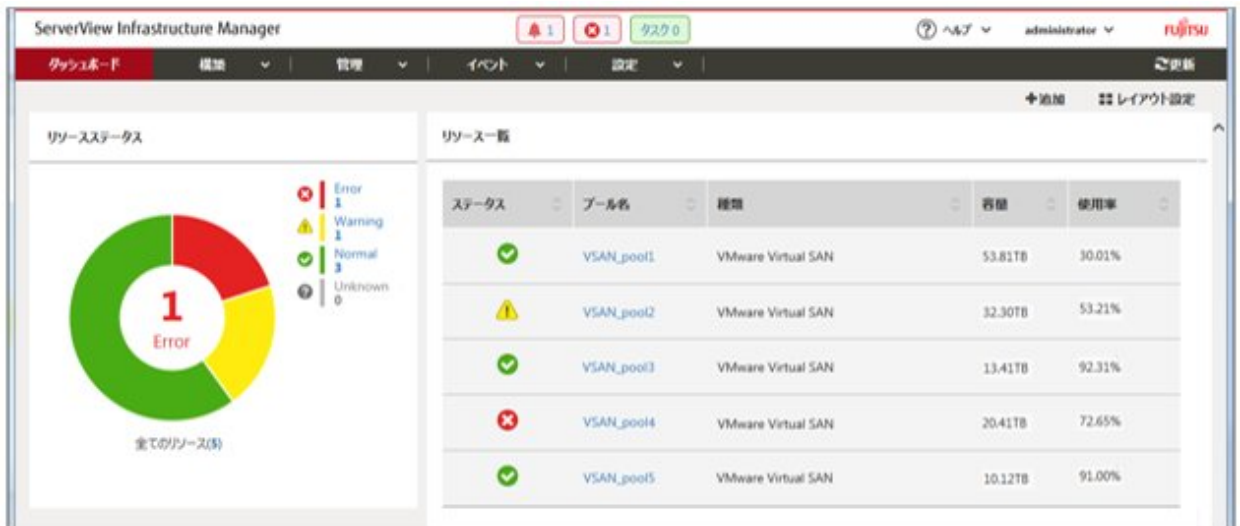 ServerView Infrastructure Manager 1 1 タスク 0 ヘルプ administrator FUJITSU
ダッシュボード 構築 管理 イベント 設定 更新
追加 レイアウト設定
リソースステータス
Error
1
Warning
1
Normal
3
Unknown
0
1
Error
全てのリソース(5)
リソース一覧
ステータス プール名 種類 容量 使用率
VSAN_pool1 VMware Virtual SAN 53.81TB 30.01%
VSAN_pool2 VMware Virtual SAN 32.30TB 53.21%
VSAN_pool3 VMware Virtual SAN 13.41TB 92.31%
VSAN_pool4 VMware Virtual SAN 20.41TB 72.65%
VSAN_pool5 VMware Virtual SAN 10.12TB 91.00%